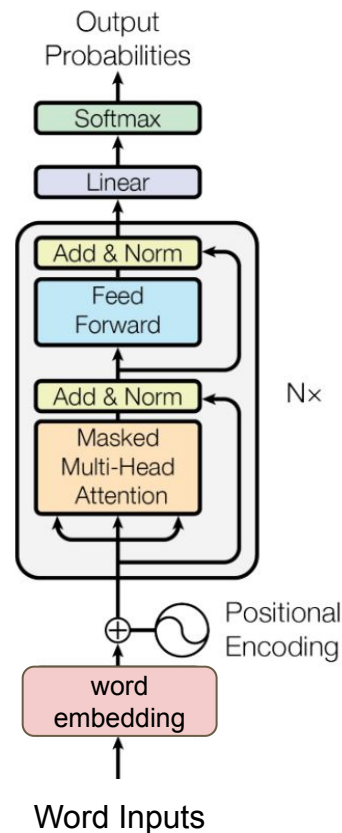 Output
Probabilities
Softmax
Linear
Add & Norm
Feed
Forward
Add & Norm
N×
Masked
Multi-Head
Attention
Positional
Encoding
word
embedding
Word Inputs